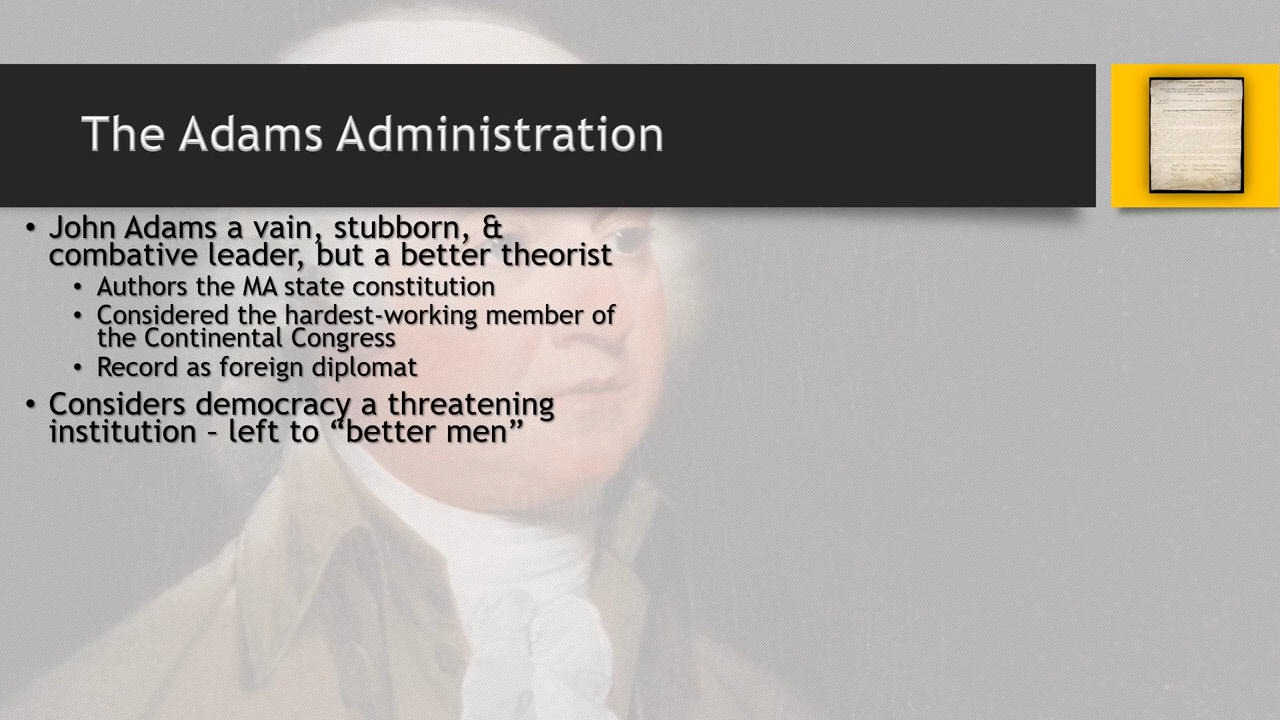 The Adams Administration
• John Adams a vain, stubborn, &
combative leader, but a better theorist
• Authors the MA state constitution
• Considered the hardest-working member of
the Continental Congress
• Record as foreign diplomat
• Considers democracy a threatening
institution – left to “better men”